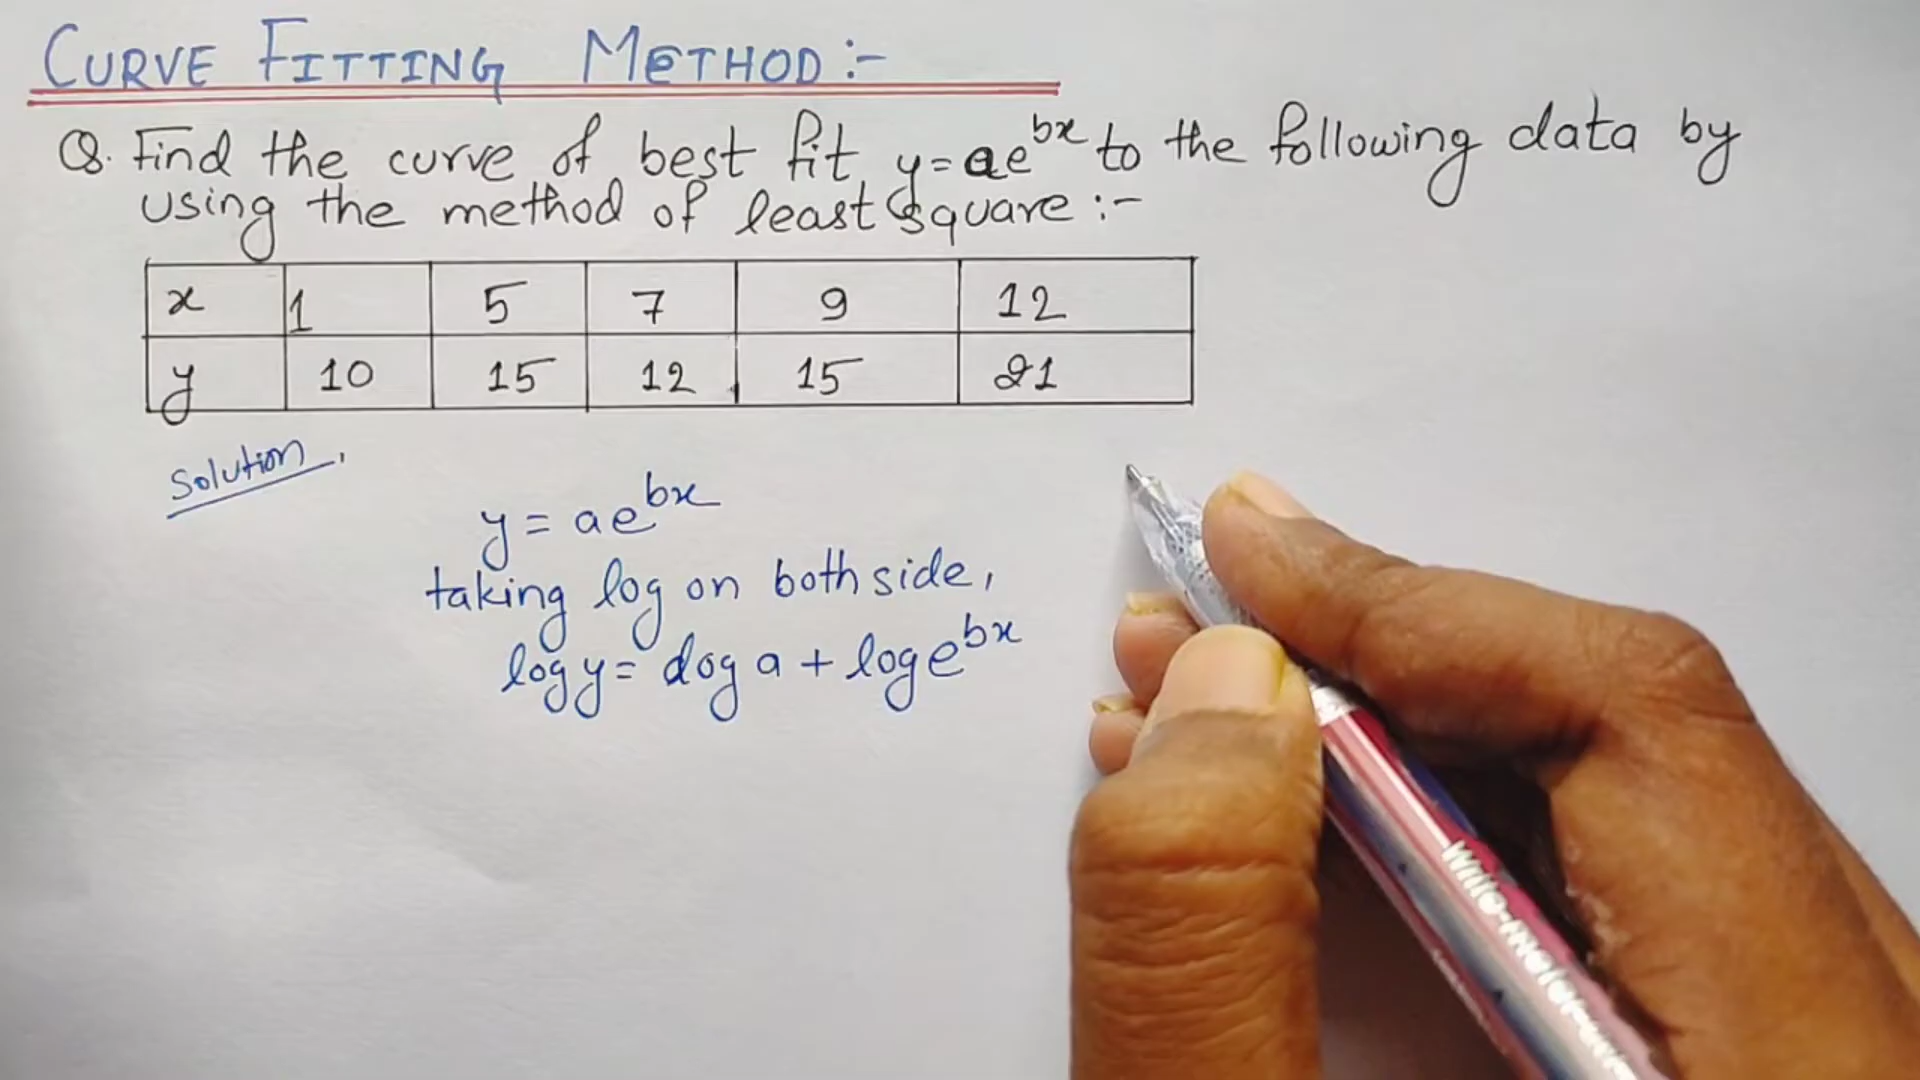 CURVE FITTING METHOD :-
Q. Find the curve of best fit y=ae^bx to the following data by
using the method of least square :-
x 1 5 7 9 12
y 10 15 12 15 21
Solution,
y = ae^bx
taking log on both side,
log y = log a + log e^bx